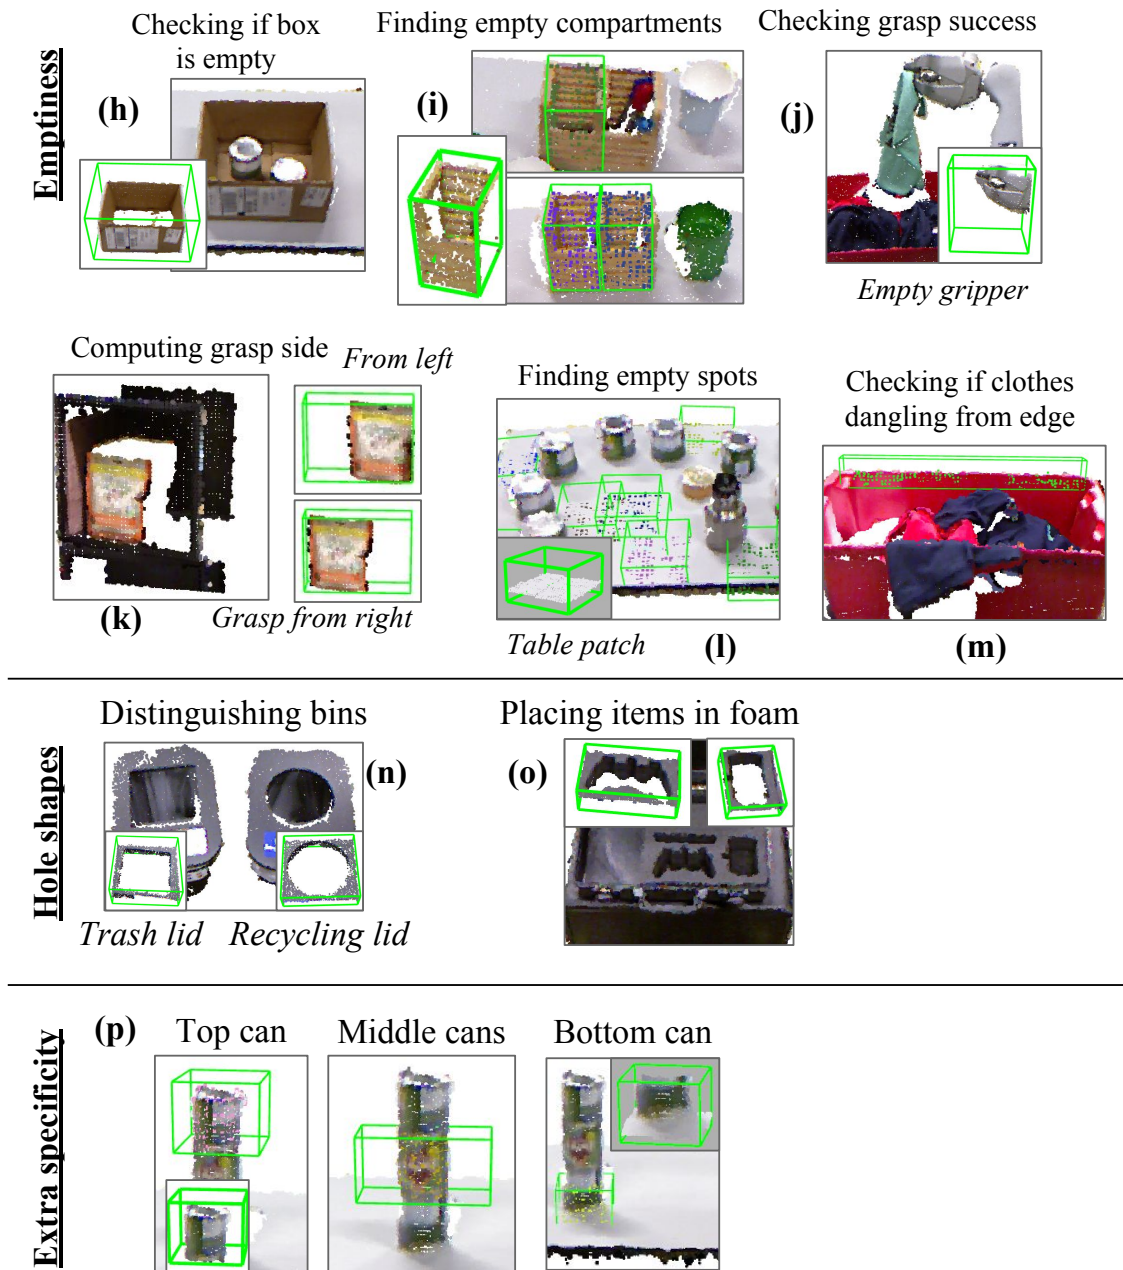 Emptiness
Checking if box
is empty
(h)
Finding empty compartments
(i)
Checking grasp success
(j)
Empty gripper
Computing grasp side
From left
(k)
Grasp from right
Finding empty spots
Table patch
(l)
Checking if clothes
dangling from edge
(m)
Hole shapes
Distinguishing bins
(n)
Trash lid
Recycling lid
Placing items in foam
(o)
Extra specificity
(p)
Top can
Middle cans
Bottom can